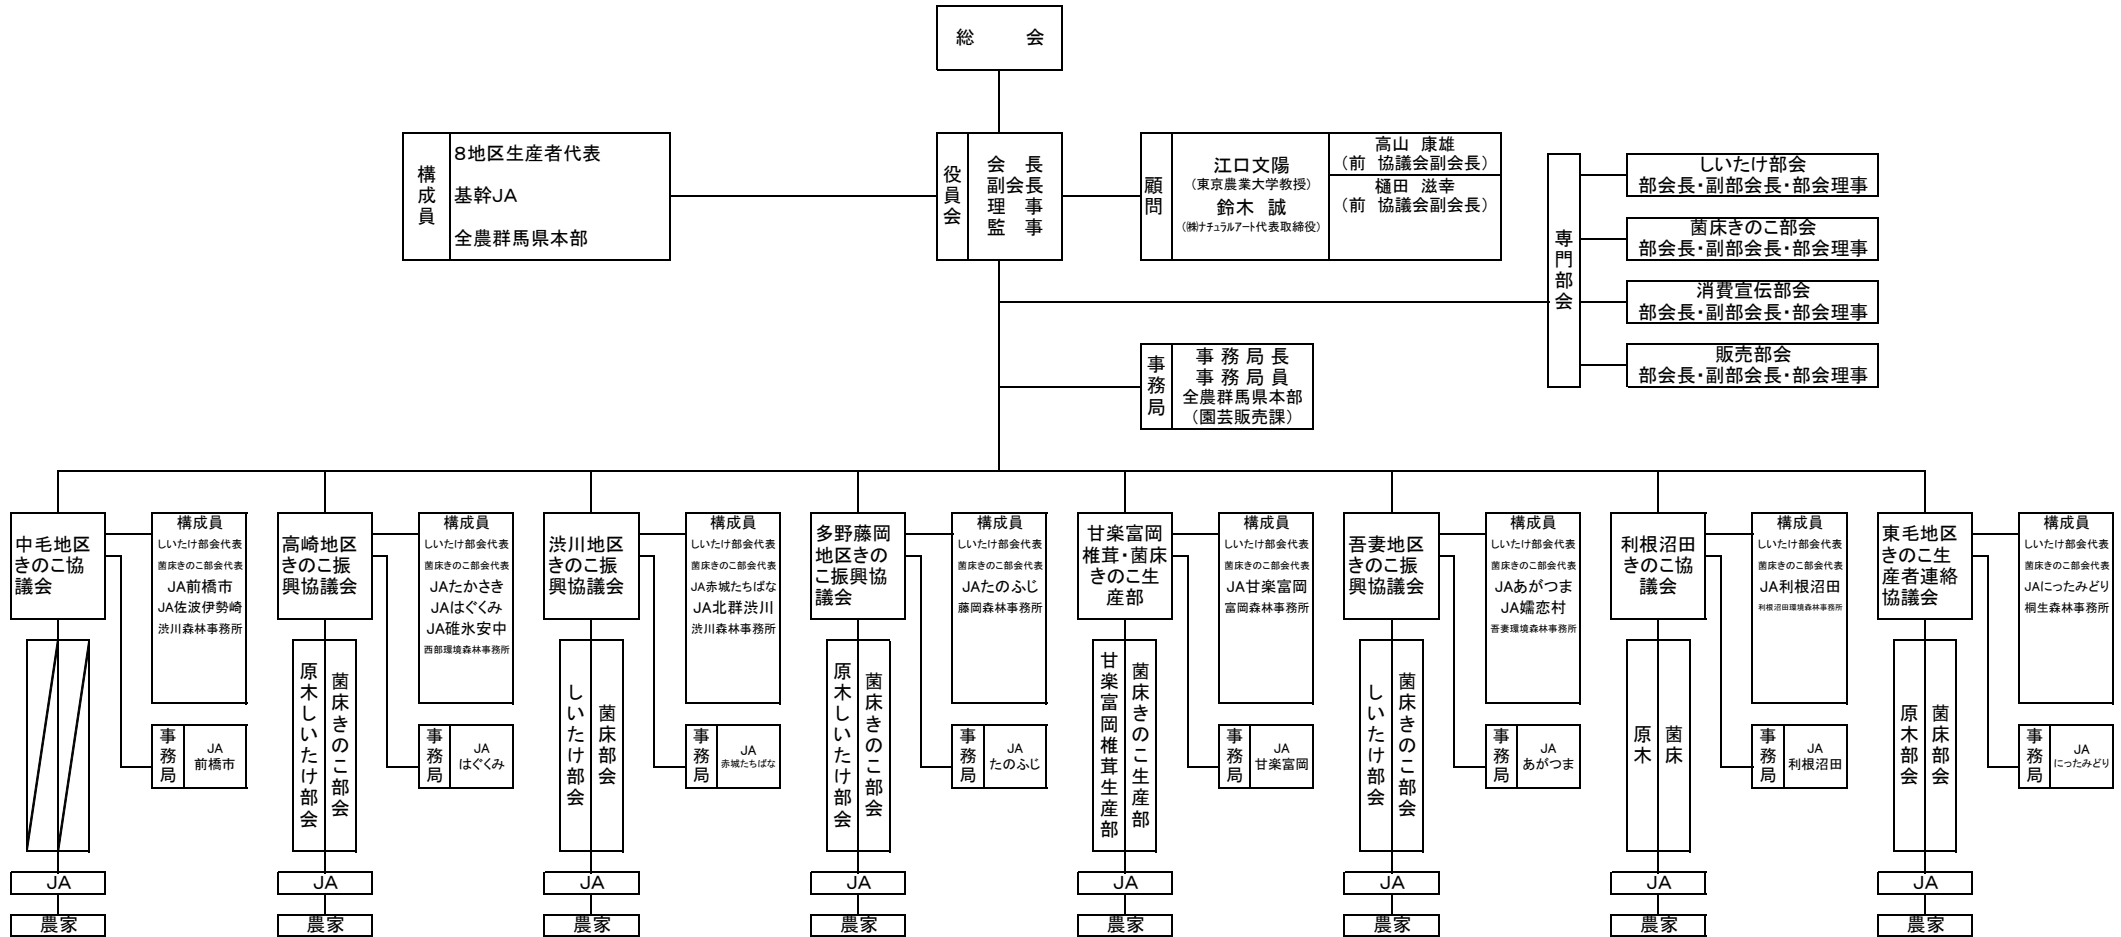 総　会
構成員
8地区生産者代表
基幹JA
全農群馬県本部
役員会
会　長
副会長
理　事
監　事
顧問
江口文陽
(東京農業大学教授)
鈴木　誠
(㈱ナチュラルアート代表取締役)
高山　康雄
(前　協議会副会長)
樋田　滋幸
(前　協議会副会長)
専門部会
しいたけ部会
部会長・副部会長・部会理事
菌床きのこ部会
部会長・副部会長・部会理事
消費宣伝部会
部会長・副部会長・部会理事
販売部会
部会長・副部会長・部会理事
事務局
事務局長
事務局員
全農群馬県本部
(園芸販売課)
中毛地区
きのこ協
議会
構成員
しいたけ部会代表
菌床きのこ部会代表
JA前橋市
JA佐波伊勢崎
渋川森林事務所
事務局
JA
前橋市
JA
農家
高崎地区
きのこ振
興協議会
構成員
しいたけ部会代表
菌床きのこ部会代表
JAたかさき
JAはぐくみ
JA碓氷安中
西部環境森林事務所
原木しいたけ部会
菌床きのこ部会
事務局
JA
はぐくみ
JA
農家
渋川地区
きのこ振
興協議会
構成員
しいたけ部会代表
菌床きのこ部会代表
JA赤城たちばな
JA北群渋川
渋川森林事務所
しいたけ部会
菌床部会
事務局
JA
赤城たちばな
JA
農家
多野藤岡
地区きの
こ振興協
議会
構成員
しいたけ部会代表
菌床きのこ部会代表
JAたのふじ
藤岡森林事務所
原木しいたけ部会
菌床きのこ部会
事務局
JA
たのふじ
JA
農家
甘楽富岡
椎茸・菌床
きのこ生
産部
構成員
しいたけ部会代表
菌床きのこ部会代表
JA甘楽富岡
富岡森林事務所
甘楽富岡椎茸生産部
菌床きのこ生産部
事務局
JA
甘楽富岡
JA
農家
吾妻地区
きのこ振
興協議会
構成員
しいたけ部会代表
菌床きのこ部会代表
JAあがつま
JA嬬恋村
吾妻環境森林事務所
しいたけ部会
菌床きのこ部会
事務局
JA
あがつま
JA
農家
利根沼田
きのこ協
議会
構成員
しいたけ部会代表
菌床きのこ部会代表
JA利根沼田
利根沼田環境森林事務所
原木
菌床
事務局
JA
利根沼田
JA
農家
東毛地区
きのこ生
産者連絡
協議会
構成員
しいたけ部会代表
菌床きのこ部会代表
JAにったみどり
桐生森林事務所
原木部会
菌床部会
事務局
JA
にったみどり
JA
農家